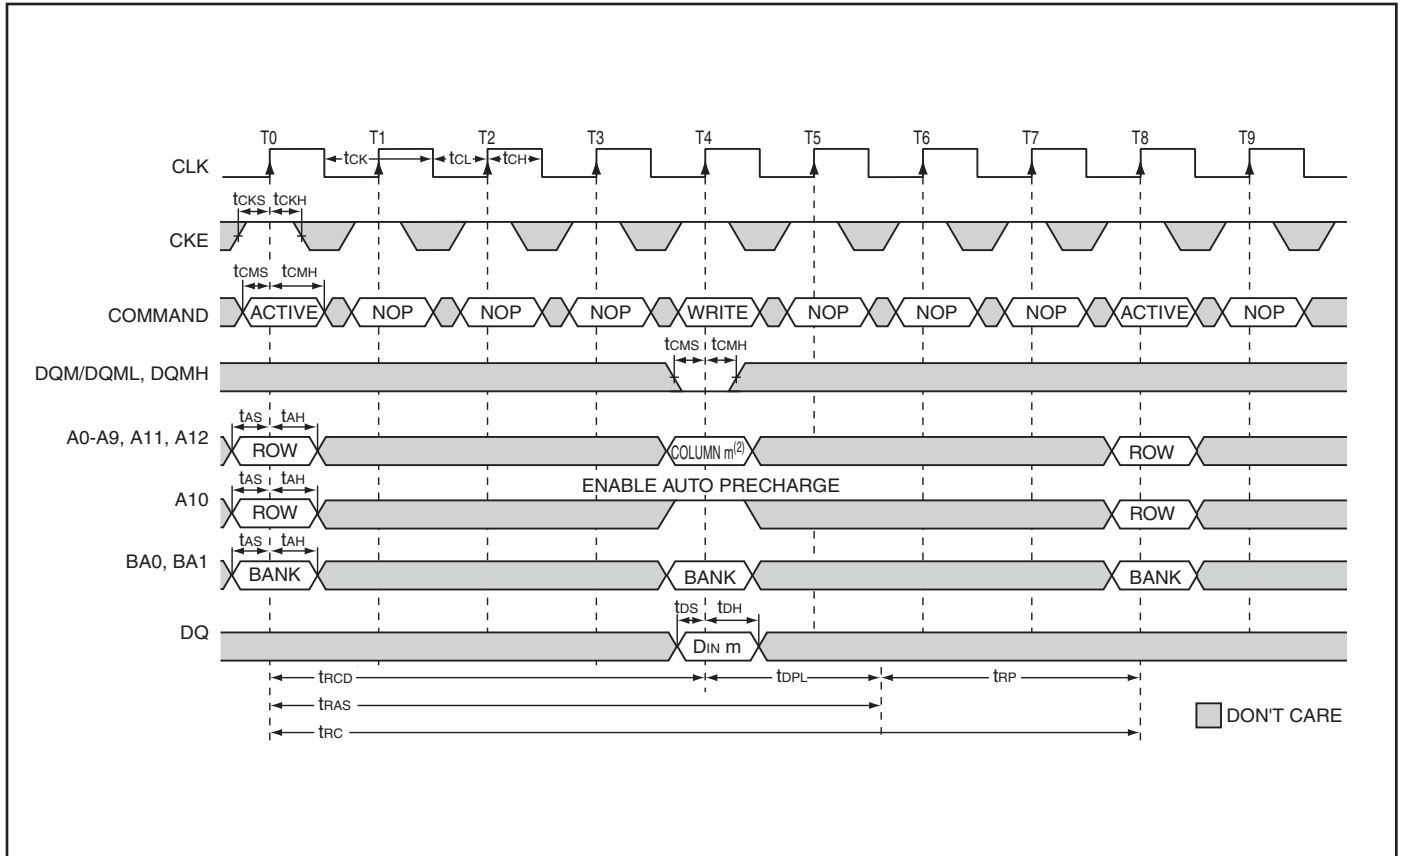 T0 T1 T2 T3 T4 T5 T6 T7 T8 T9
CLK tCK tCL tCH
tCKS tCKH
CKE
tCMS tCMH
COMMAND ACTIVE NOP NOP NOP WRITE NOP NOP NOP ACTIVE NOP
tCMS tCMH
DQM/DQML, DQMH
tAS tAH
A0-A9, A11, A12 ROW COLUMN m(2) ROW
tAS tAH ENABLE AUTO PRECHARGE
A10 ROW ROW
tAS tAH
BA0, BA1 BANK BANK BANK
tDS tDH
DQ DIN m
tRCD tDPL tRP
tRAS
tRC
DON'T CARE